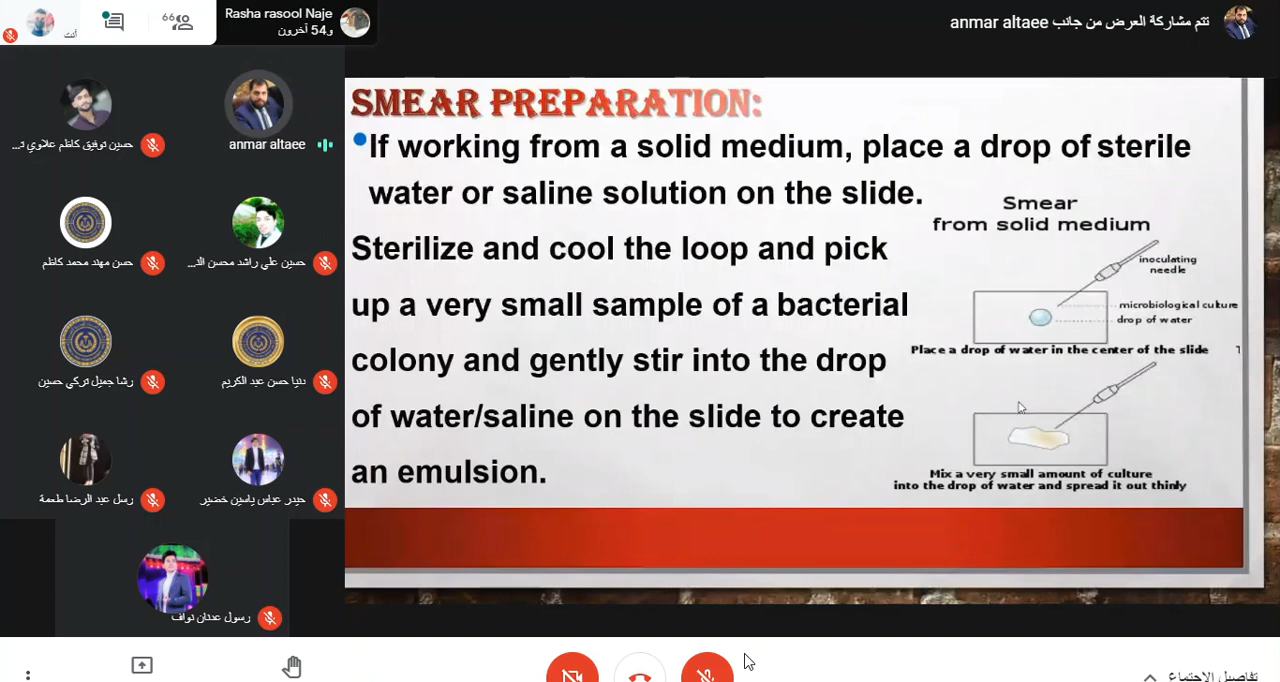 أنت
66
Rasha rasool Naje
و54 آخرون
تتم مشاركة العرض من جانب anmar altaee
حسين توفيق كاظم علاوي ت...
anmar altaee
حسن مهند محمد كاظم
حسين علي راشد محسن الد...
رشا جميل تركي حسين
دنيا حسن عبد الكريم
رسل عبد الرضا طعمة
حيدر عباس ياسين خضير
رسول عدنان نواف
SMEAR PREPARATION:
If working from a solid medium, place a drop of sterile
water or saline solution on the slide.
Sterilize and cool the loop and pick
up a very small sample of a bacterial
colony and gently stir into the drop
of water/saline on the slide to create
an emulsion.
Smear
from solid medium
inoculating
needle
microbiological culture
drop of water
Place a drop of water in the center of the slide
1
Mix a very small amount of culture
into the drop of water and spread it out thinly
تفاصيل الاجتماع